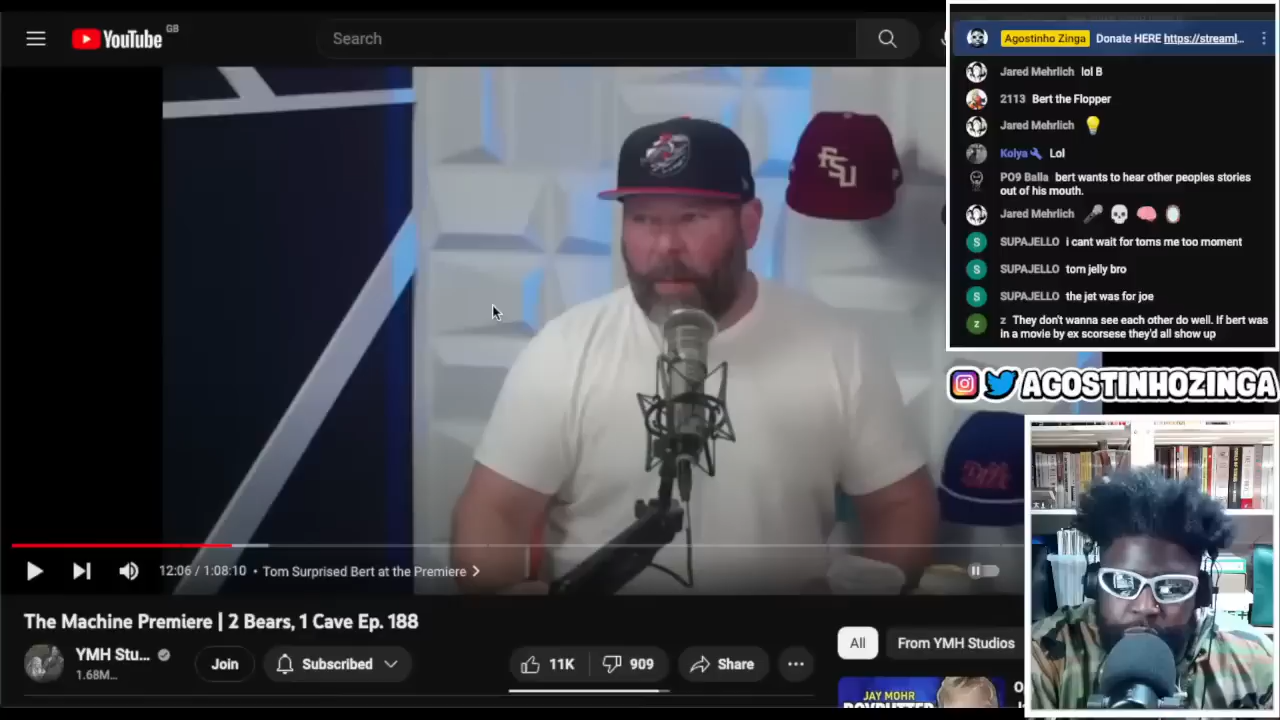 YouTube GB
Search
FSU
12:06 / 1:08:10 • Tom Surprised Bert at the Premiere
The Machine Premiere | 2 Bears, 1 Cave Ep. 188
YMH Stu...
1.68M...
Join
Subscribed
11K
909
Share
All
From YMH Studios
JAY MOHR
Agostinho Zinga Donate HERE https://streaml...
Jared Mehrlich lol B
2113 Bert the Flopper
Jared Mehrlich 💡
Kolya Lol
PO9 Balla bert wants to hear other peoples stories
out of his mouth.
Jared Mehrlich 🎤 💀 🧠 🪞
SUPAJELLO i cant wait for toms me too moment
SUPAJELLO tom jelly bro
SUPAJELLO the jet was for joe
z They don't wanna see each other do well. If bert was
in a movie by ex scorsese they'd all show up
AGOSTINHOZINGA